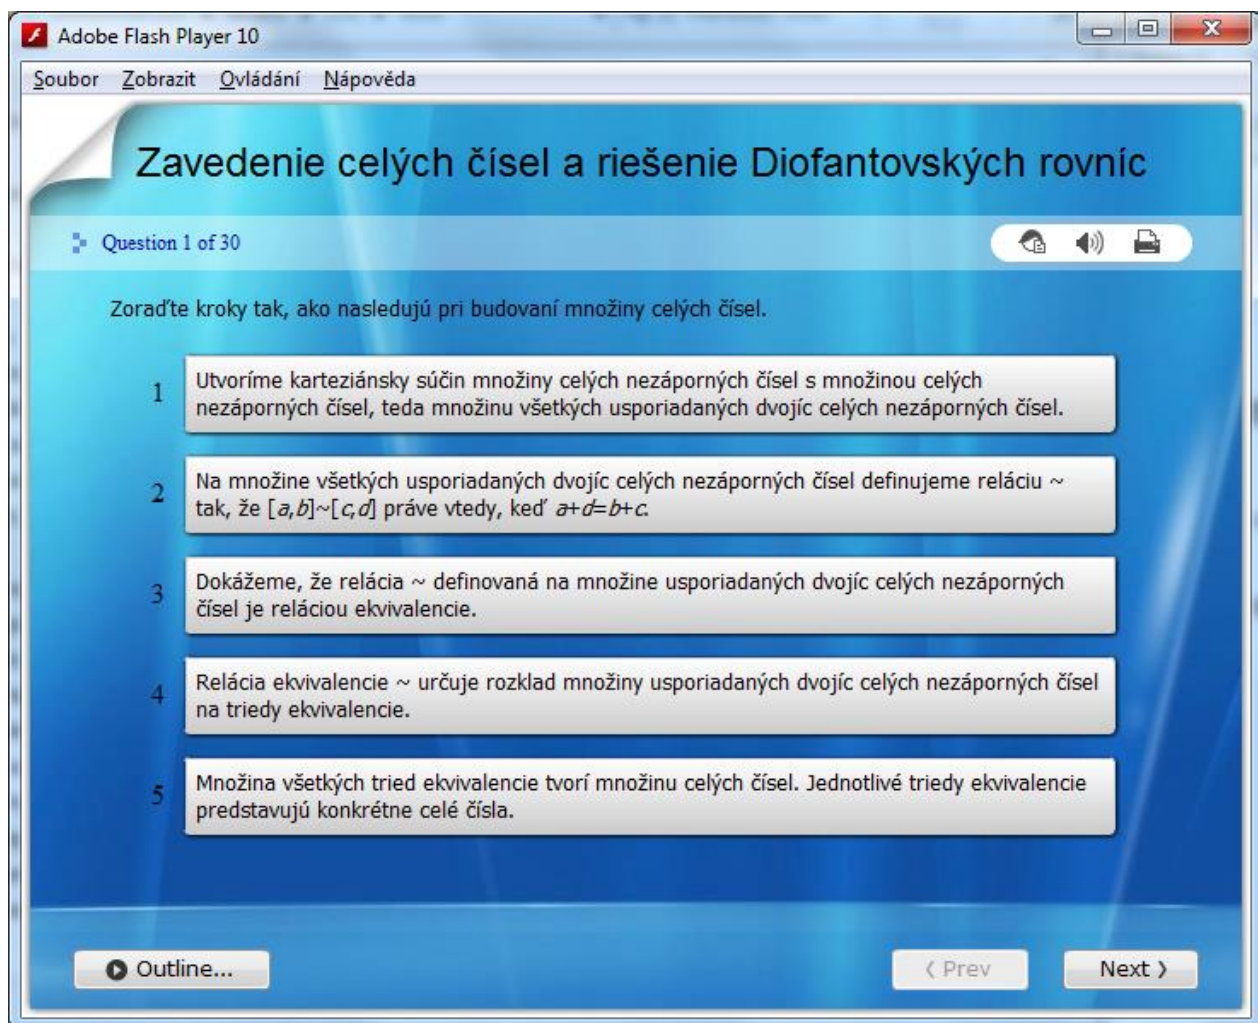 Adobe Flash Player 10
Soubor Zobrazit Ovládání Nápověda
Zavedenie celých čísel a riešenie Diofantovských rovníc
Question 1 of 30
Zoraďte kroky tak, ako nasledujú pri budovaní množiny celých čísel.
1 Utvoríme karteziánsky súčin množiny celých nezáporných čísel s množinou celých
nezáporných čísel, teda množinu všetkých usporiadaných dvojíc celých nezáporných čísel.
2 Na množine všetkých usporiadaných dvojíc celých nezáporných čísel definujeme reláciu ~
tak, že [a,b]~[c,d] práve vtedy, keď a+d=b+c.
3 Dokážeme, že relácia ~ definovaná na množine usporiadaných dvojíc celých nezáporných
čísel je reláciou ekvivalencie.
4 Relácia ekvivalencie ~ určuje rozklad množiny usporiadaných dvojíc celých nezáporných čísel
na triedy ekvivalencie.
5 Množina všetkých tried ekvivalencie tvorí množinu celých čísel. Jednotlivé triedy ekvivalencie
predstavujú konkrétne celé čísla.
Outline... Prev Next